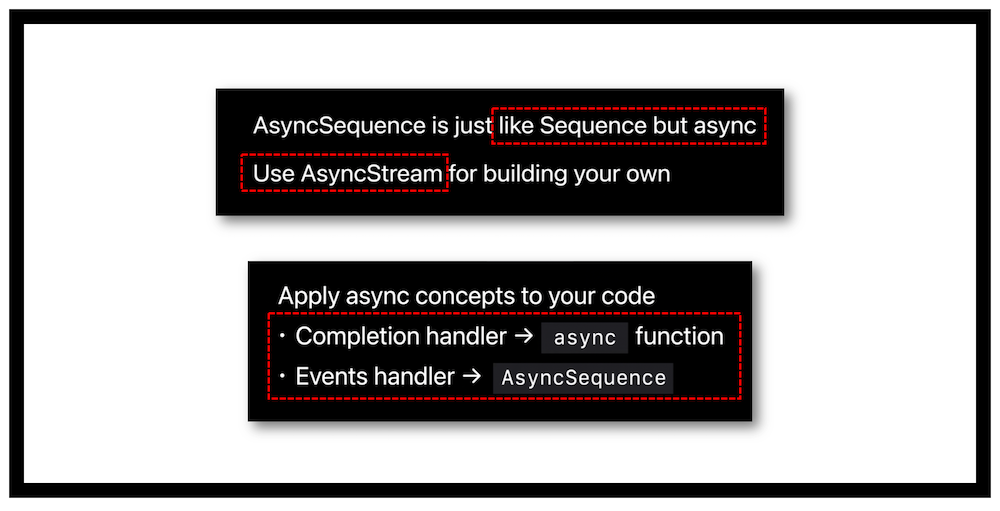 AsyncSequence is just like Sequence but async
Use AsyncStream for building your own
Apply async concepts to your code
• Completion handler → async function
• Events handler → AsyncSequence